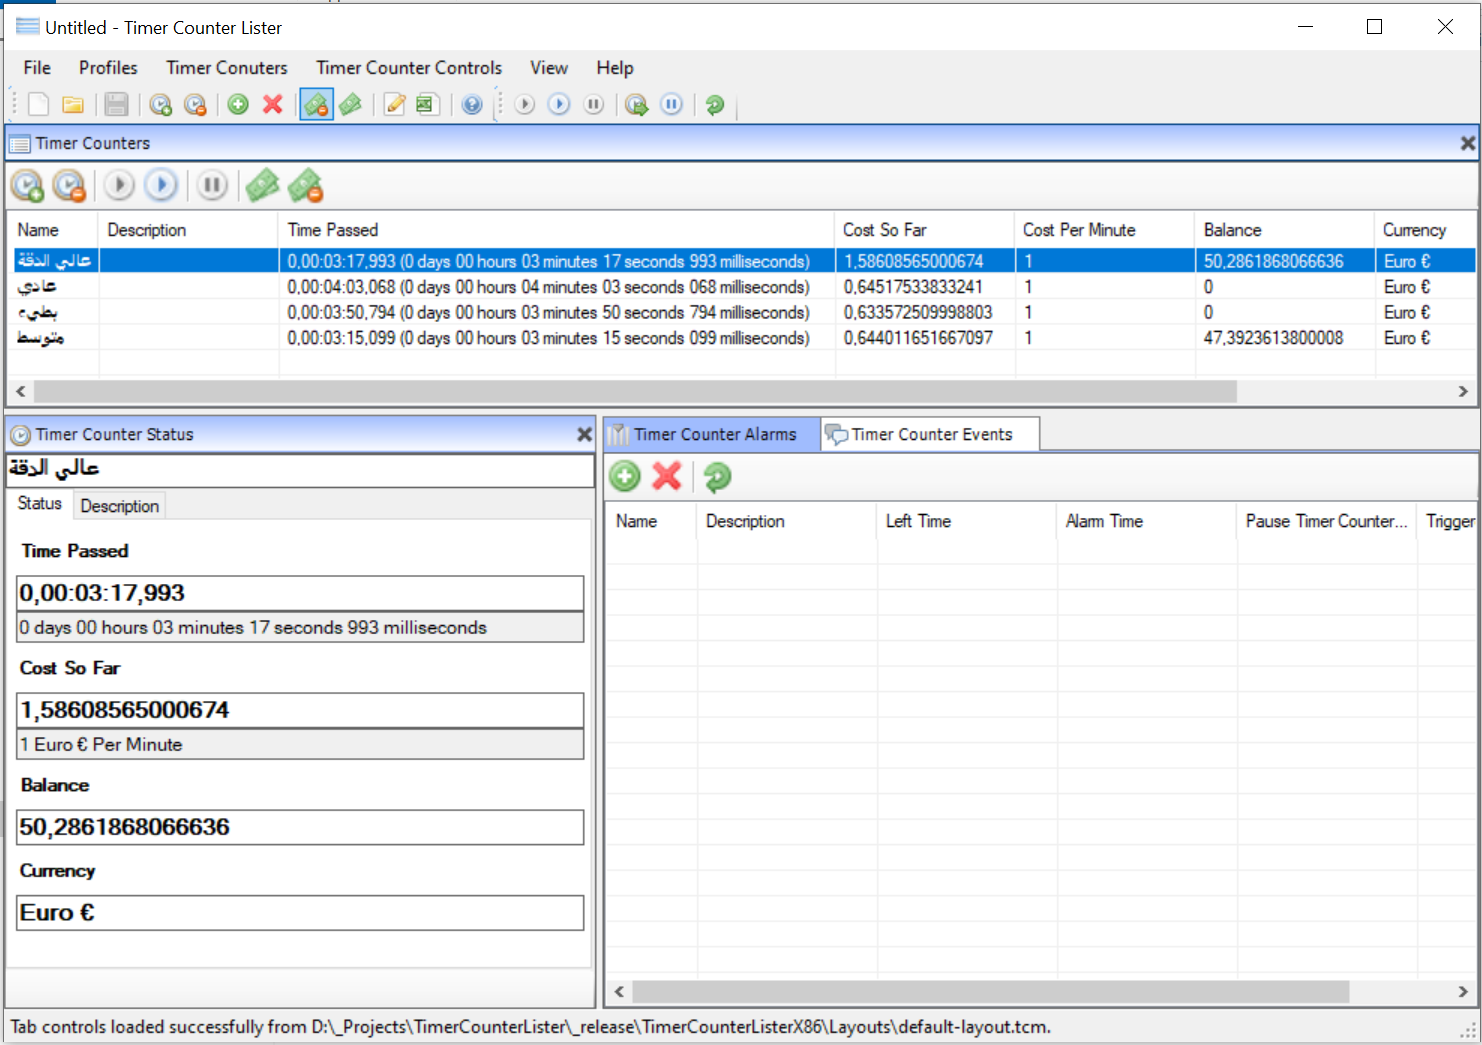 Untitled - Timer Counter Lister
File Profiles Timer Conuters Timer Counter Controls View Help
Timer Counters
Name Description Time Passed Cost So Far Cost Per Minute Balance Currency
عالي الدقة 0,00:03:17,993 (0 days 00 hours 03 minutes 17 seconds 993 milliseconds) 1,58608565000674 1 50,2861868066636 Euro €
عادي 0,00:04:03,068 (0 days 00 hours 04 minutes 03 seconds 068 milliseconds) 0,64517533833241 1 0 Euro €
بطيء 0,00:03:50,794 (0 days 00 hours 03 minutes 50 seconds 794 milliseconds) 0,633572509998803 1 0 Euro €
متوسط 0,00:03:15,099 (0 days 00 hours 03 minutes 15 seconds 099 milliseconds) 0,644011651667097 1 47,3923613800008 Euro €
Timer Counter Status
عالي الدقة
Status Description
Time Passed
0,00:03:17,993
0 days 00 hours 03 minutes 17 seconds 993 milliseconds
Cost So Far
1,58608565000674
1 Euro € Per Minute
Balance
50,2861868066636
Currency
Euro €
Timer Counter Alarms Timer Counter Events
Name Description Left Time Alarm Time Pause Timer Counter... Trigger
Tab controls loaded successfully from D:\_Projects\TimerCounterLister\_release\TimerCounterListerX86\Layouts\default-layout.tcm.